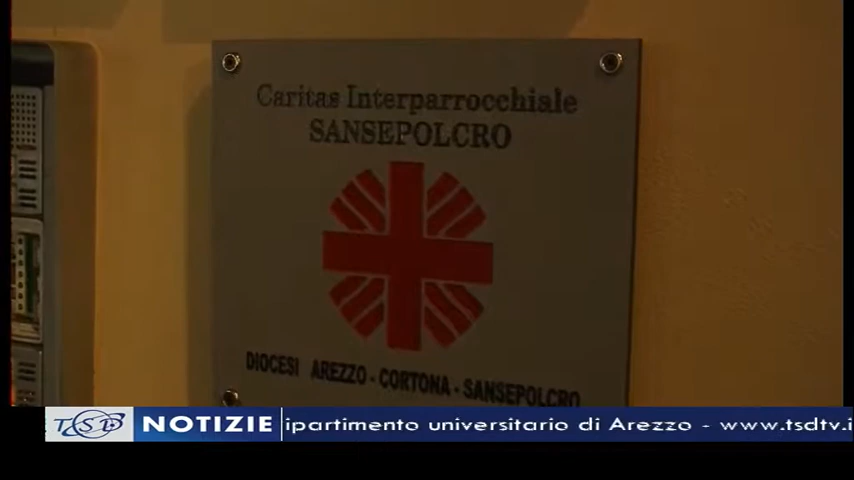 Caritas Interparrocchiale
SANSEPOLCRO
DIOCESI AREZZO - CORTONA - SANSEPOLCRO
TSD NOTIZIE ipartimento universitario di Arezzo - www.tsdtv.i